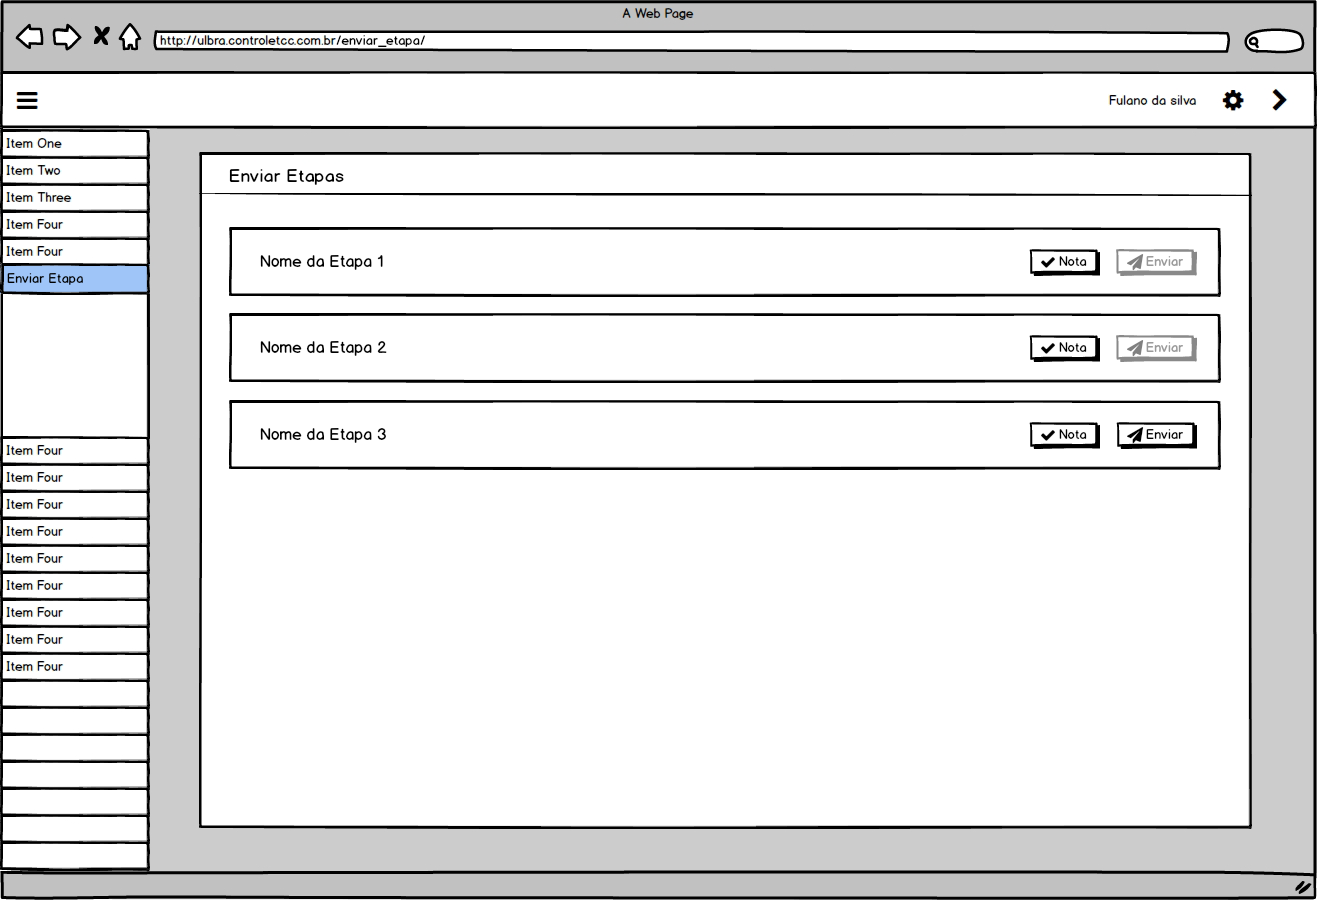 A Web Page
http://ulbra.controletcc.com.br/enviar_etapa/
Fulano da silva
Item One
Item Two
Item Three
Item Four
Item Four
Enviar Etapa
Item Four
Item Four
Item Four
Item Four
Item Four
Item Four
Item Four
Item Four
Item Four
Enviar Etapas
Nome da Etapa 1 Nota Enviar
Nome da Etapa 2 Nota Enviar
Nome da Etapa 3 Nota Enviar